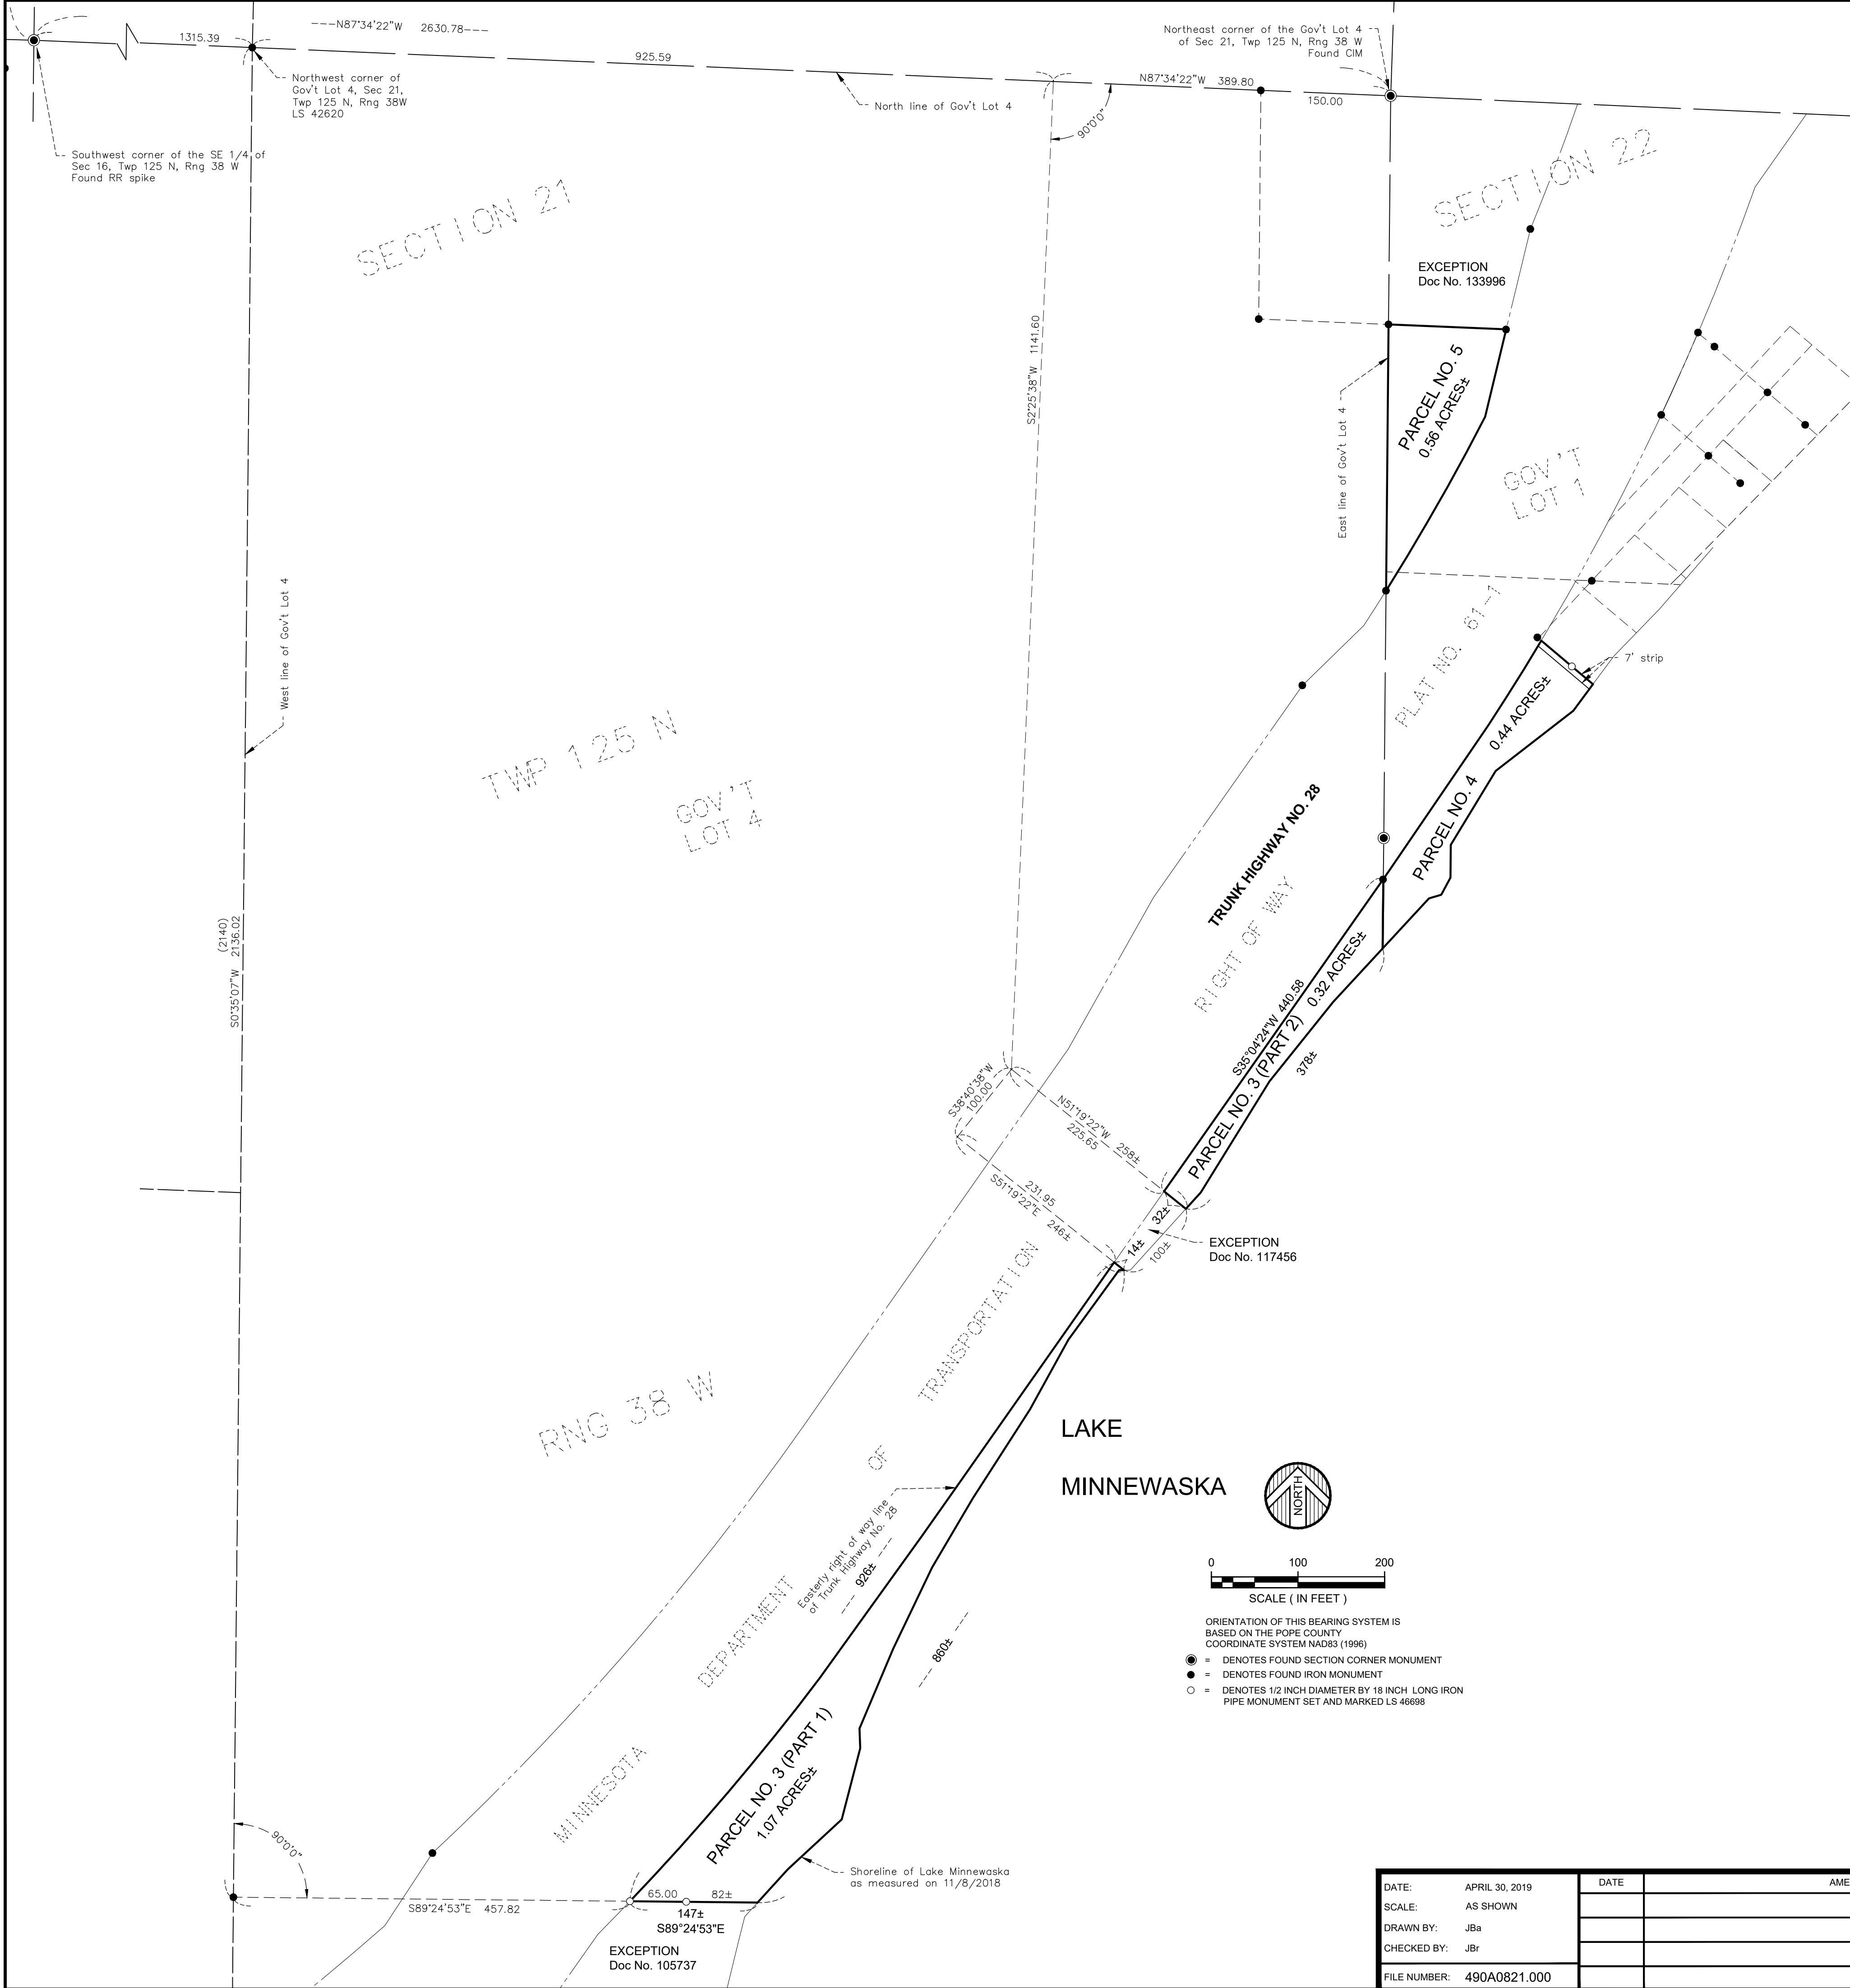 1315.39
---N87°34'22"W 2630.78---
925.59
Northeast corner of the Gov't Lot 4
of Sec 21, Twp 125 N, Rng 38 W
Found CIM
Northwest corner of
Gov't Lot 4, Sec 21,
Twp 125 N, Rng 38W
LS 42620
North line of Gov't Lot 4
N87°34'22"W 389.80
150.00
90°0'0"
Southwest corner of the SE 1/4 of
Sec 16, Twp 125 N, Rng 38 W
Found RR spike
SECTION 21
SECTION 22
EXCEPTION
Doc No. 133996
S2°25'38"W 1141.60
PARCEL NO. 5
0.56 ACRES±
East line of Gov't Lot 4
GOV'T
LOT 1
West line of Gov't Lot 4
PLAT NO. 61-1
7' strip
TWP 125 N
GOV'T
LOT 4
0.44 ACRES±
PARCEL NO. 4
TRUNK HIGHWAY NO. 28
RIGHT OF WAY
(2140)
S0°35'07"W 2136.02
S35°04'24"W 440.58
PARCEL NO. 3 (PART 2) 0.32 ACRES±
378±
S38°40'38"W
100.00
N51°19'22"W 258±
225.65
231.95
S51°19'22"E 246±
32±
14±
100±
EXCEPTION
Doc No. 117456
TRANSPORTATION
RNG 38 W
OF
LAKE
MINNEWASKA
NORTH
Easterly right of way line
of Trunk Highway No. 28
926±
0 100 200
SCALE ( IN FEET )
DEPARTMENT
860±
ORIENTATION OF THIS BEARING SYSTEM IS
BASED ON THE POPE COUNTY
COORDINATE SYSTEM NAD83 (1996)
= DENOTES FOUND SECTION CORNER MONUMENT
= DENOTES FOUND IRON MONUMENT
= DENOTES 1/2 INCH DIAMETER BY 18 INCH LONG IRON
PIPE MONUMENT SET AND MARKED LS 46698
MINNESOTA
PARCEL NO. 3 (PART 1)
1.07 ACRES±
90°0'0"
Shoreline of Lake Minnewaska
as measured on 11/8/2018
S89°24'53"E 457.82
65.00 82±
147±
S89°24'53"E
EXCEPTION
Doc No. 105737
DATE: APRIL 30, 2019
SCALE: AS SHOWN
DRAWN BY: JBa
CHECKED BY: JBr
FILE NUMBER: 490A0821.000
DATE AME